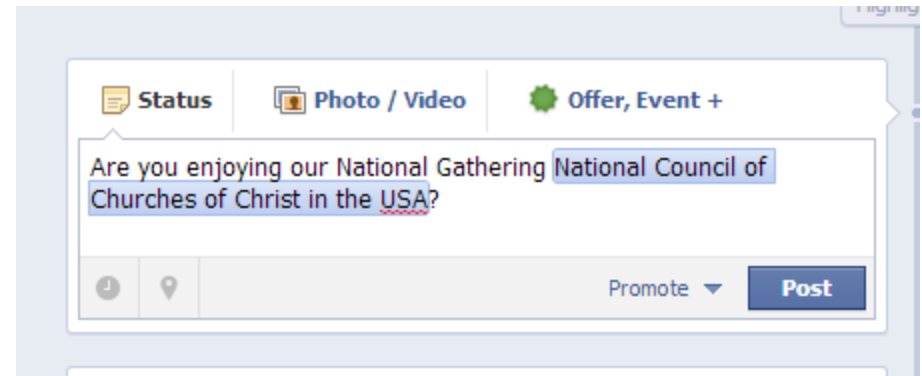 Status Photo / Video Offer, Event +
Are you enjoying our National Gathering National Council of
Churches of Christ in the USA?
Promote Post